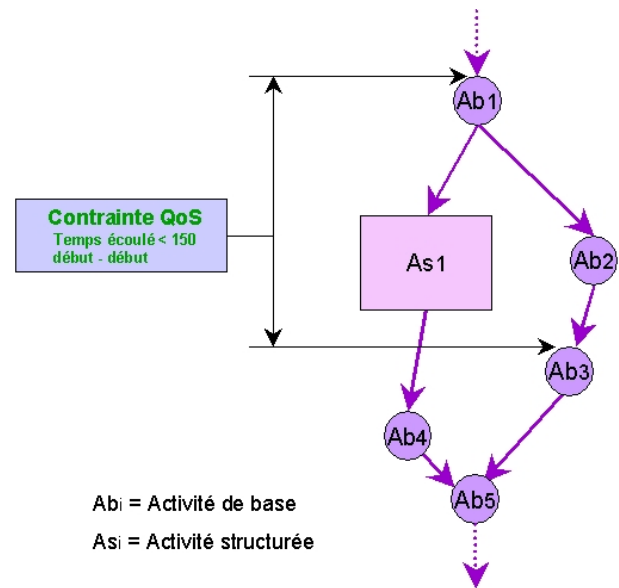 Ab1
Contrainte QoS
Temps écoulé < 150
début - début
As1
Ab2
Ab3
Ab4
Ab5
Abi = Activité de base
Asi = Activité structurée